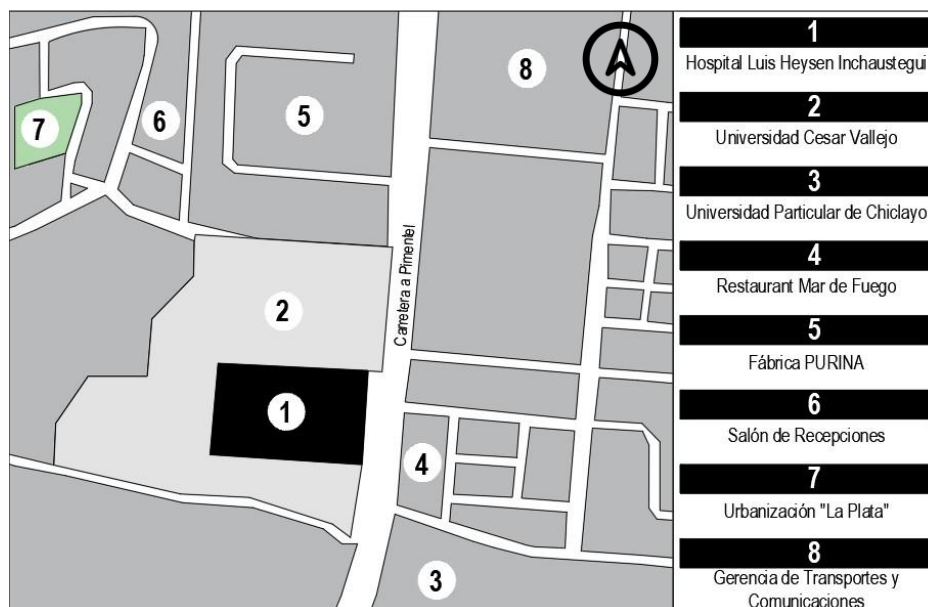 8
5
6
7
2
Carretera a Pimentel
1
4
3
1
Hospital Luis Heysen Inchaustegui
2
Universidad Cesar Vallejo
3
Universidad Particular de Chiclayo
4
Restaurant Mar de Fuego
5
Fábrica PURINA
6
Salón de Recepciones
7
Urbanización "La Plata"
8
Gerencia de Transportes y
Comunicaciones